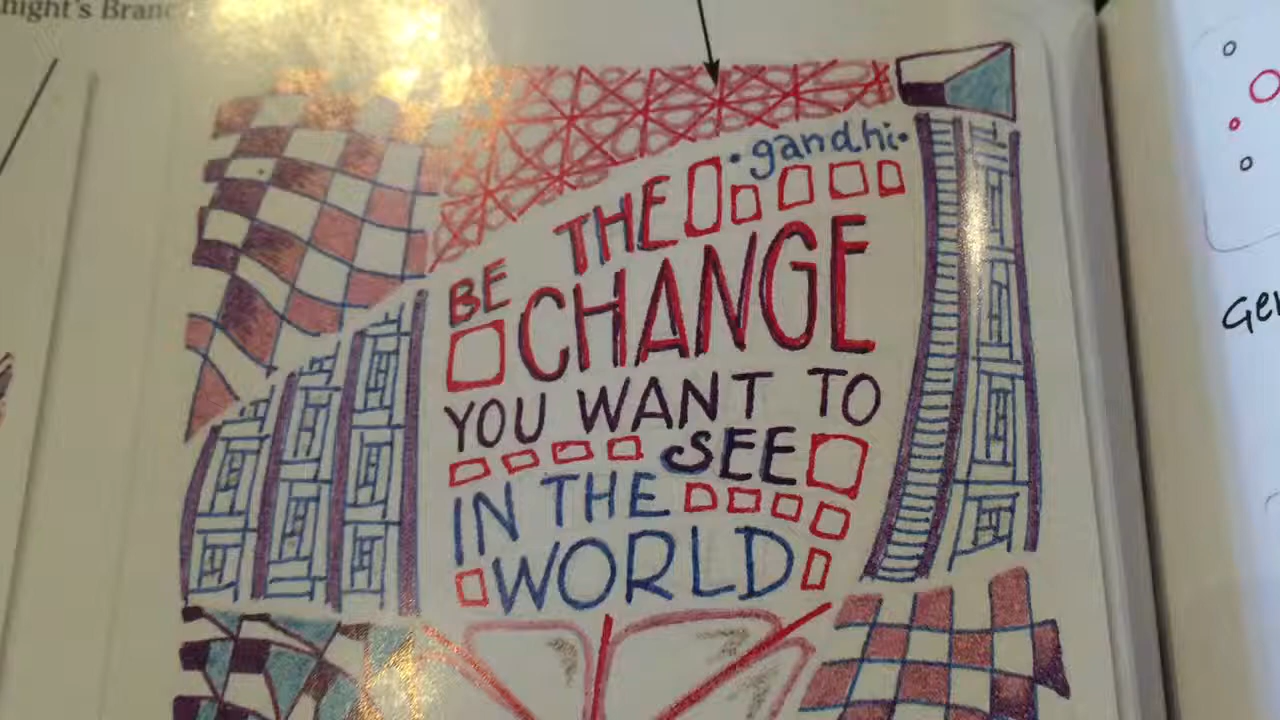 ·gandhi·
BE THE
CHANGE
YOU WANT TO
SEE
IN THE
WORLD